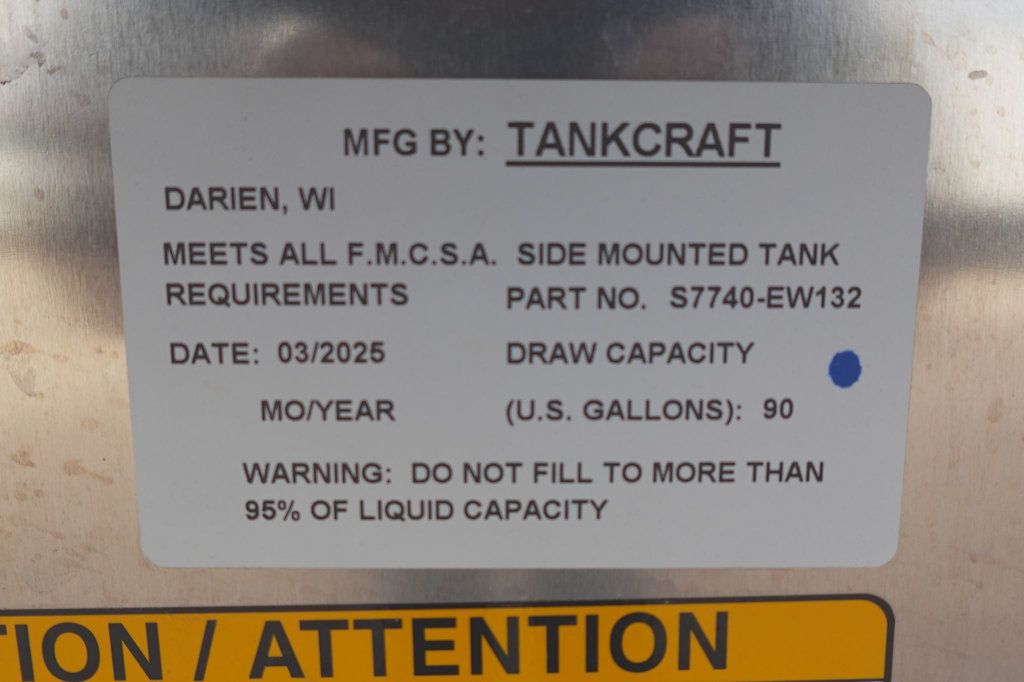 MFG BY: TANKCRAFT
DARIEN, WI
MEETS ALL F.M.C.S.A. SIDE MOUNTED TANK
REQUIREMENTS PART NO. S7740-EW132
DATE: 03/2025 DRAW CAPACITY
MO/YEAR (U.S. GALLONS): 90
WARNING: DO NOT FILL TO MORE THAN
95% OF LIQUID CAPACITY
TION / ATTENTION